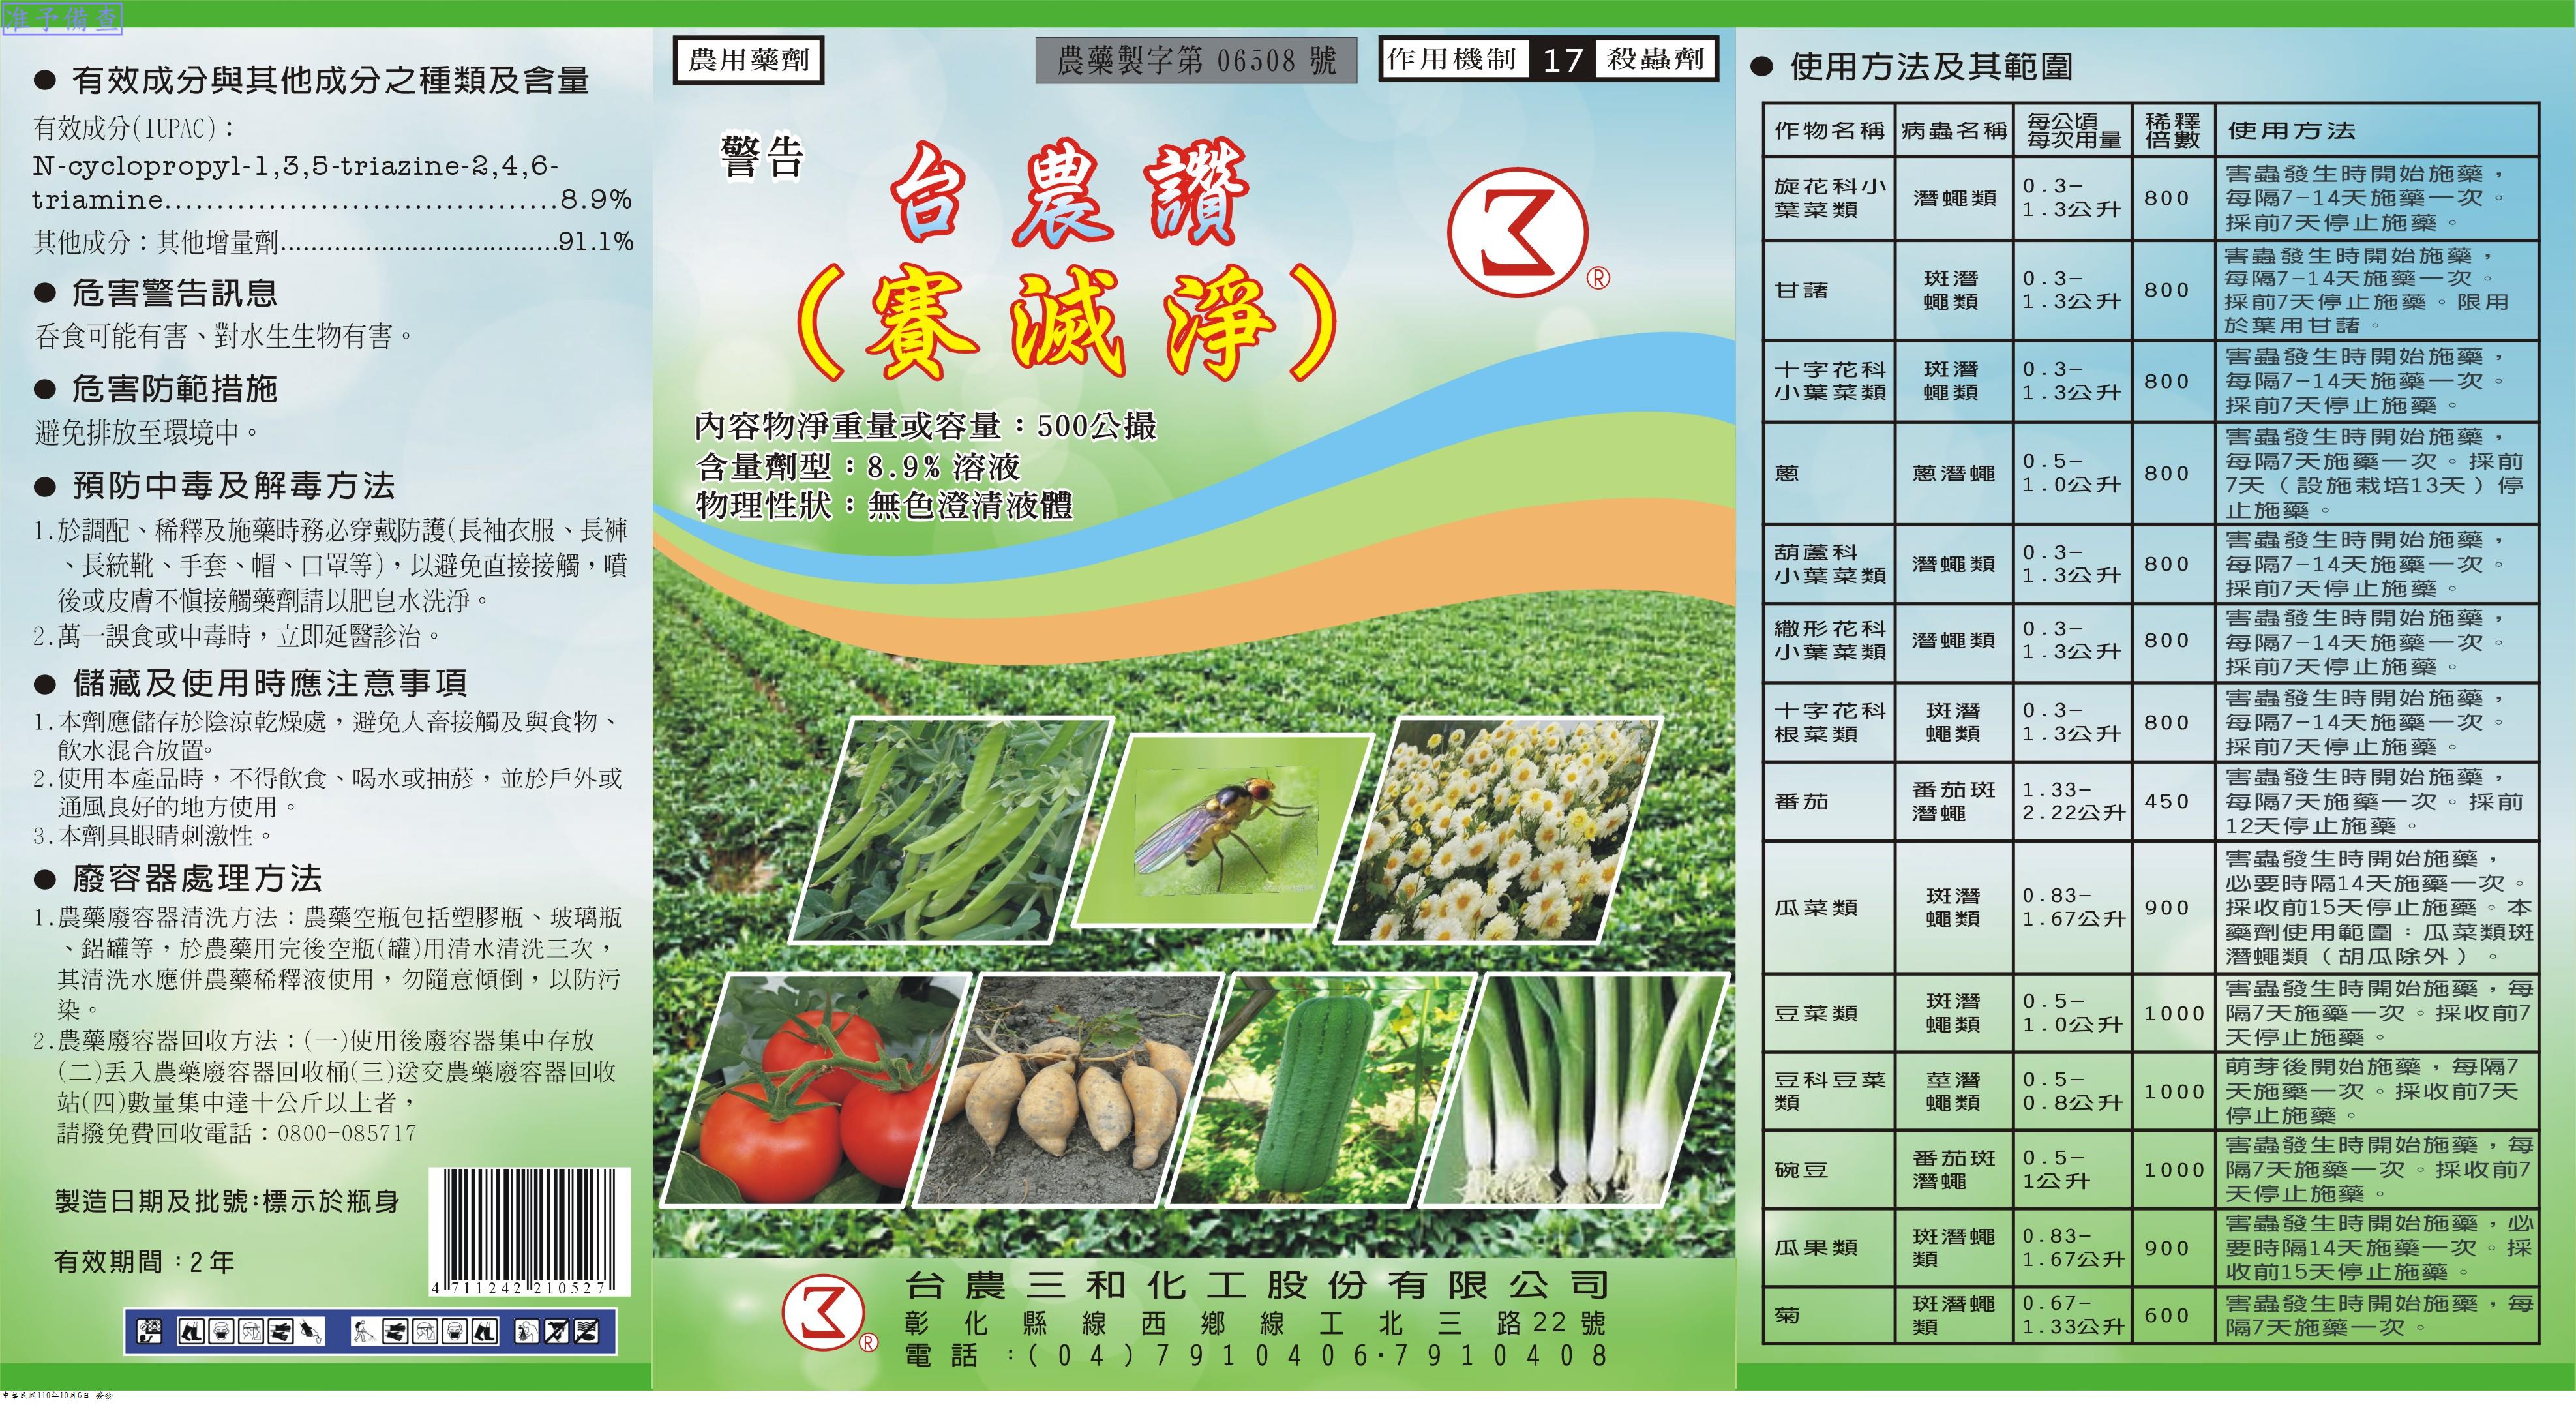 准予備查
● 有效成分與其他成分之種類及含量
有效成分(IUPAC)：
N-cyclopropyl-1,3,5-triazine-2,4,6-
triamine......................................8.9%
其他成分：其他增量劑.....................................91.1%
● 危害警告訊息
吞食可能有害、對水生生物有害。
● 危害防範措施
避免排放至環境中。
● 預防中毒及解毒方法
1.於調配、稀釋及施藥時務必穿戴防護(長袖衣服、長褲
、長統靴、手套、帽、口罩等)，以避免直接接觸，噴
後或皮膚不慎接觸藥劑請以肥皂水洗淨。
2.萬一誤食或中毒時，立即延醫診治。
● 儲藏及使用時應注意事項
1.本劑應儲存於陰涼乾燥處，避免人畜接觸及與食物、
飲水混合放置。
2.使用本產品時，不得飲食、喝水或抽菸，並於戶外或
通風良好的地方使用。
3.本劑具眼睛刺激性。
● 廢容器處理方法
1.農藥廢容器清洗方法：農藥空瓶包括塑膠瓶、玻璃瓶
、鋁罐等，於農藥用完後空瓶(罐)用清水清洗三次，
其清洗水應併農藥稀釋液使用，勿隨意傾倒，以防污
染。
2.農藥廢容器回收方法：(一)使用後廢容器集中存放
(二)丟入農藥廢容器回收桶(三)送交農藥廢容器回收
站(四)數量集中達十公斤以上者，
請撥免費回收電話：0800-085717
製造日期及批號:標示於瓶身
有效期間：2年
4 711242 210527
中華民國110年10月6日 簽發
農用藥劑
農藥製字第 06508 號
作用機制 17 殺蟲劑
警告
台農讚
(賽滅淨)
®
內容物淨重量或容量：500公撮
含量劑型：8.9% 溶液
物理性狀：無色澄清液體
®
台農三和化工股份有限公司
彰化縣線西鄉線工北三路22號
電話:(04)7910406·7910408
● 使用方法及其範圍
作物名稱 病蟲名稱 每公頃每次用量 稀釋倍數 使用方法
旋花科小葉菜類 潛蠅類 0.3-1.3公升 800 害蟲發生時開始施藥，每隔7-14天施藥一次。採前7天停止施藥。
甘藷 斑潛蠅類 0.3-1.3公升 800 害蟲發生時開始施藥，每隔7-14天施藥一次。採前7天停止施藥。限用於葉用甘藷。
十字花科小葉菜類 斑潛蠅類 0.3-1.3公升 800 害蟲發生時開始施藥，每隔7-14天施藥一次。採前7天停止施藥。
蔥 蔥潛蠅 0.5-1.0公升 800 害蟲發生時開始施藥，每隔7天施藥一次。採前7天（設施栽培13天）停止施藥。
葫蘆科小葉菜類 潛蠅類 0.3-1.3公升 800 害蟲發生時開始施藥，每隔7-14天施藥一次。採前7天停止施藥。
繖形花科小葉菜類 潛蠅類 0.3-1.3公升 800 害蟲發生時開始施藥，每隔7-14天施藥一次。採前7天停止施藥。
十字花科根菜類 斑潛蠅類 0.3-1.3公升 800 害蟲發生時開始施藥，每隔7-14天施藥一次。採前7天停止施藥。
番茄 番茄斑潛蠅 1.33-2.22公升 450 害蟲發生時開始施藥，每隔7天施藥一次。採前12天停止施藥。
瓜菜類 斑潛蠅類 0.83-1.67公升 900 害蟲發生時開始施藥，必要時隔14天施藥一次。採收前15天停止施藥。本藥劑使用範圍：瓜菜類斑潛蠅類（胡瓜除外）。
豆菜類 斑潛蠅類 0.5-1.0公升 1000 害蟲發生時開始施藥，每隔7天施藥一次。採收前7天停止施藥。
豆科豆菜類 莖潛蠅類 0.5-0.8公升 1000 萌芽後開始施藥，每隔7天施藥一次。採收前7天停止施藥。
碗豆 番茄斑潛蠅 0.5-1公升 1000 害蟲發生時開始施藥，每隔7天施藥一次。採收前7天停止施藥。
瓜果類 斑潛蠅類 0.83-1.67公升 900 害蟲發生時開始施藥，必要時隔14天施藥一次。採收前15天停止施藥。
菊 斑潛蠅類 0.67-1.33公升 600 害蟲發生時開始施藥，每隔7天施藥一次。